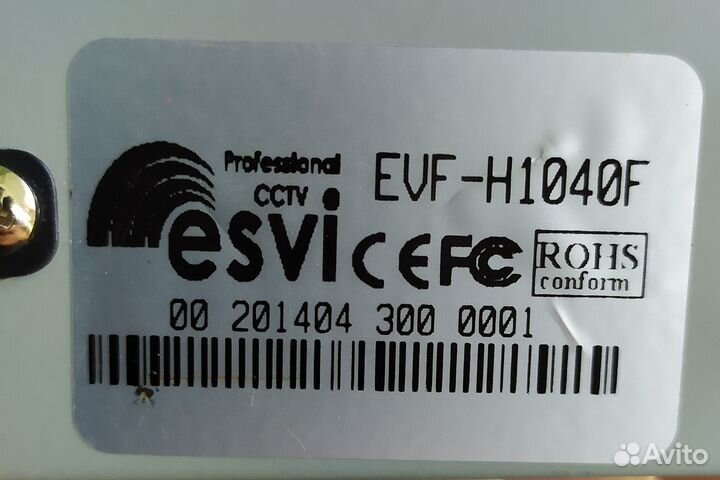 Professional
CCTV
EVF-H1040F
esvi CE FC
ROHS
conform
00 201404 300 0001
Avito